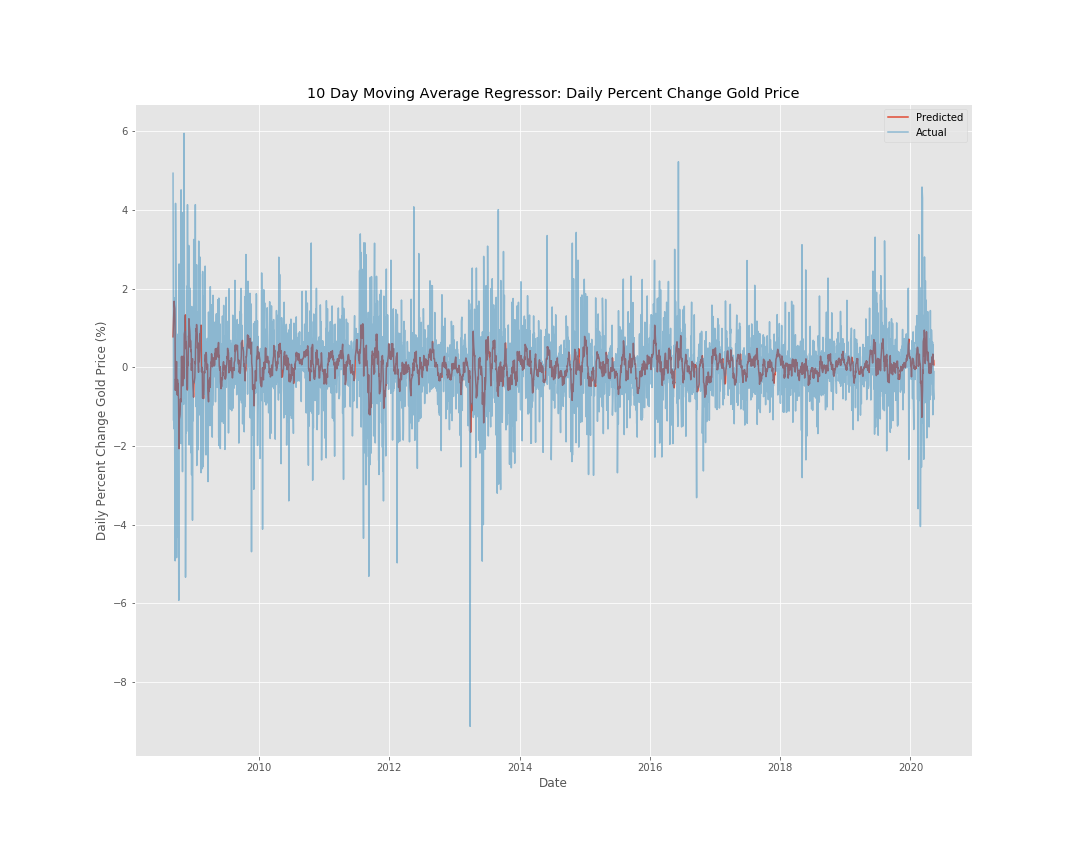 10 Day Moving Average Regressor: Daily Percent Change Gold Price
Predicted
Actual
Daily Percent Change Gold Price (%)
6
4
2
0
−2
−4
−6
−8
2010
2012
2014
2016
2018
2020
Date